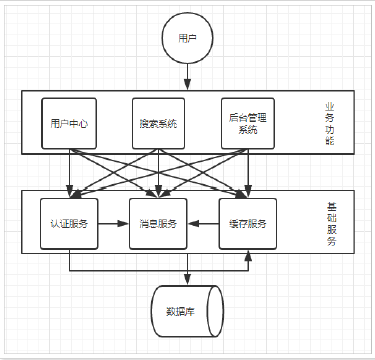 用户
用户中心
搜索系统
后台管理
系统
业务功能
认证服务
消息服务
缓存服务
基础服务
数据库